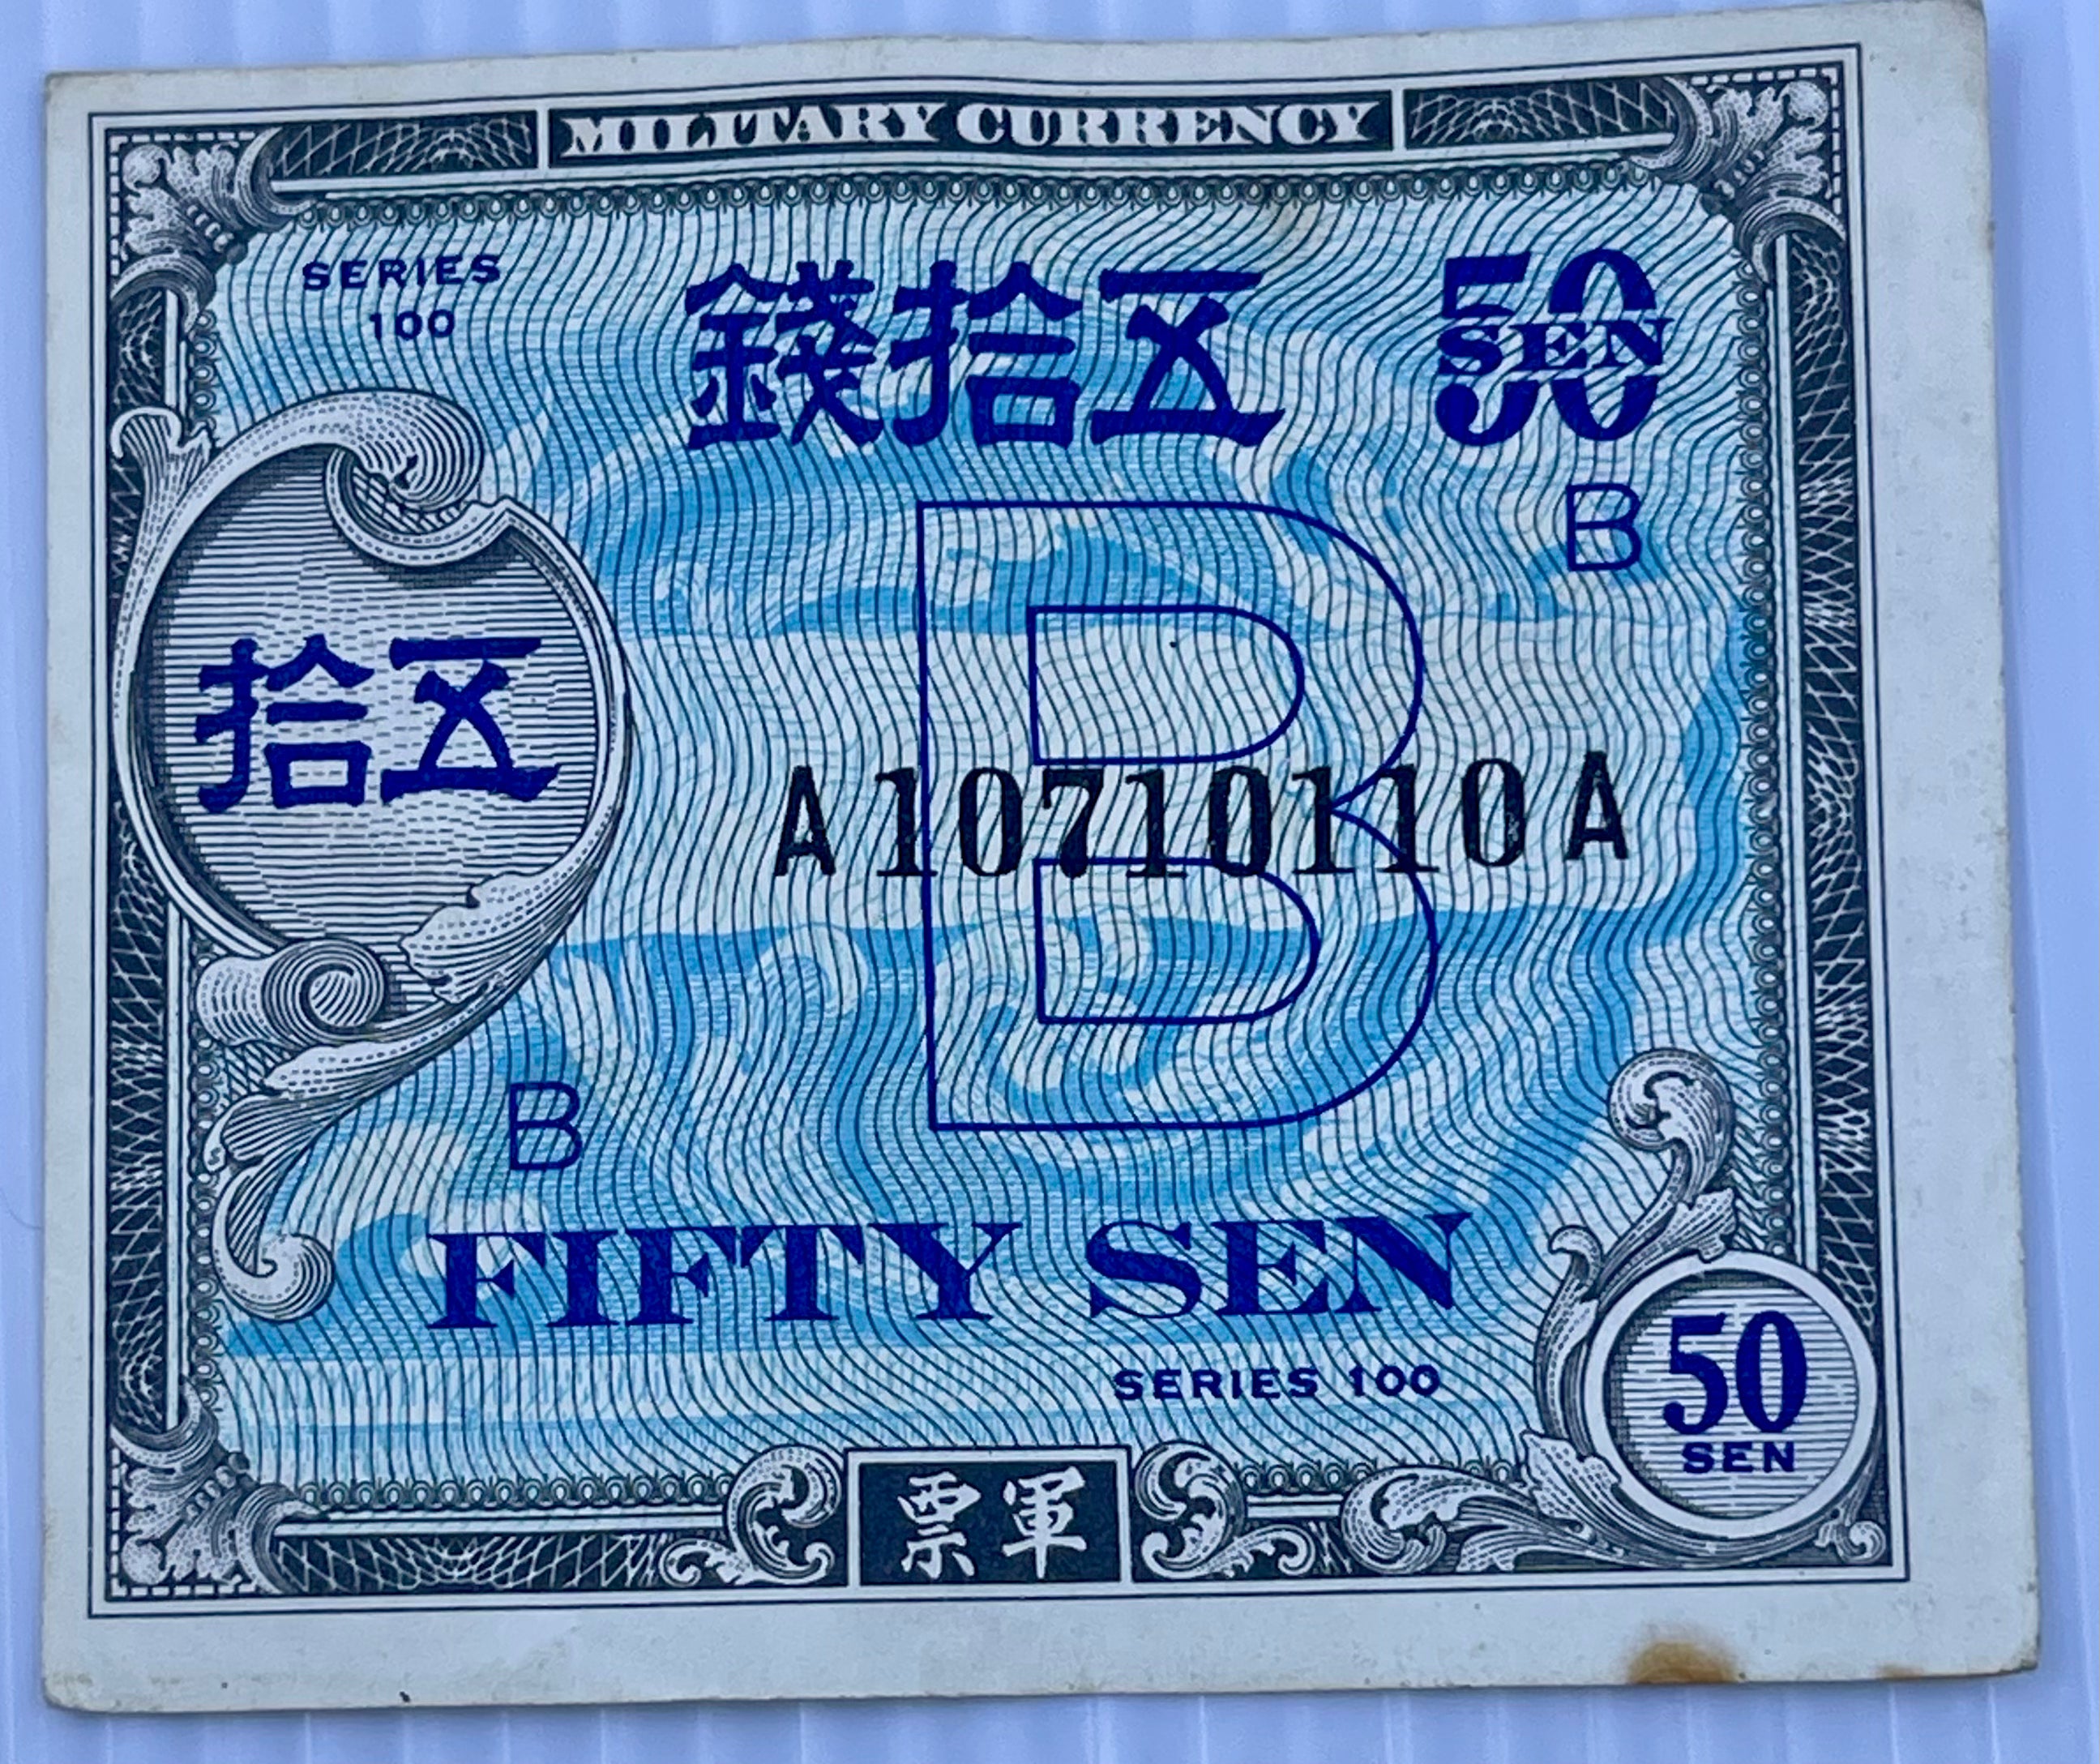 MILITARY CURRENCY
SERIES
100
錢拾五
50
SEN
B
拾五
B
A10710110A
B
FIFTY SEN
SERIES 100
50
SEN
票軍